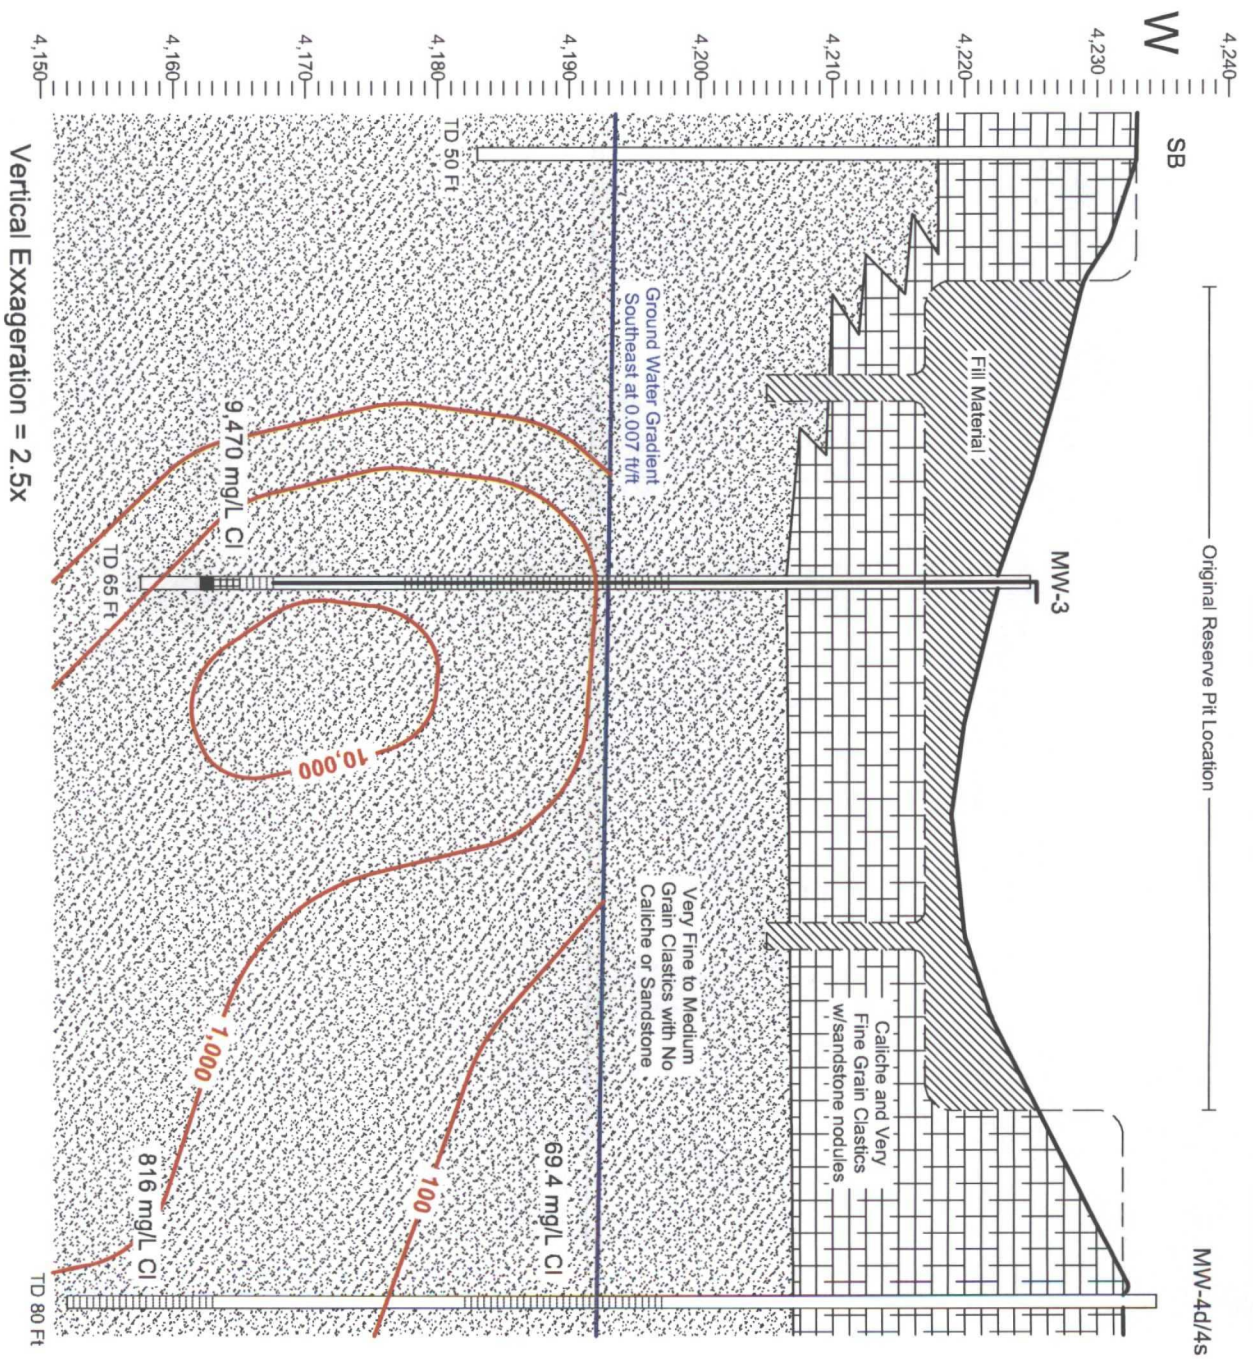 W
SB
MW-3
MW-4d/4s
Original Reserve Pit Location
4,240
4,230
4,220
4,210
4,200
4,190
4,180
4,170
4,160
4,150
Fill Material
Caliche and Very
Fine Grain Clastics
w/sandstone nodules
Ground Water Gradient
Southeast at 0.007 ft/ft
Very Fine to Medium
Grain Clastics with No
Caliche or Sandstone
69.4 mg/L Cl
TD 50 Ft
100
10,000
9,470 mg/L Cl
1,000
816 mg/L Cl
TD 65 Ft
TD 80 Ft
Vertical Exxageration = 2.5x